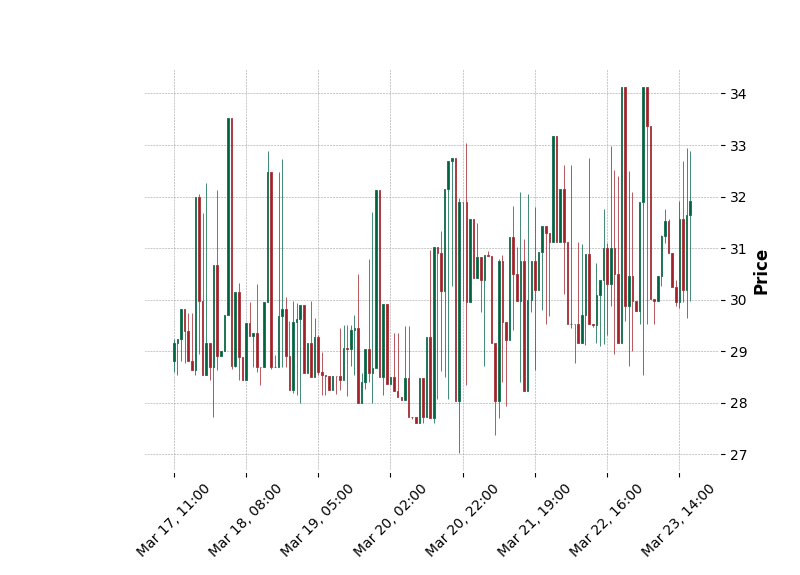 34
33
32
31
30
29
28
27
Price
Mar 17, 11:00
Mar 18, 08:00
Mar 19, 05:00
Mar 20, 02:00
Mar 20, 22:00
Mar 21, 19:00
Mar 22, 16:00
Mar 23, 14:00